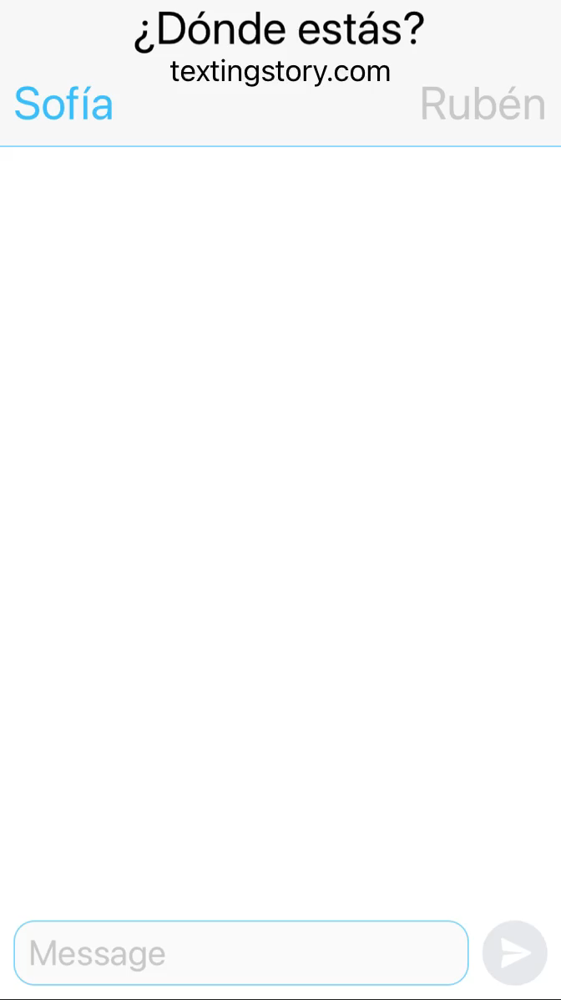 ¿Dónde estás?
textingstory.com
Sofía Rubén
Message